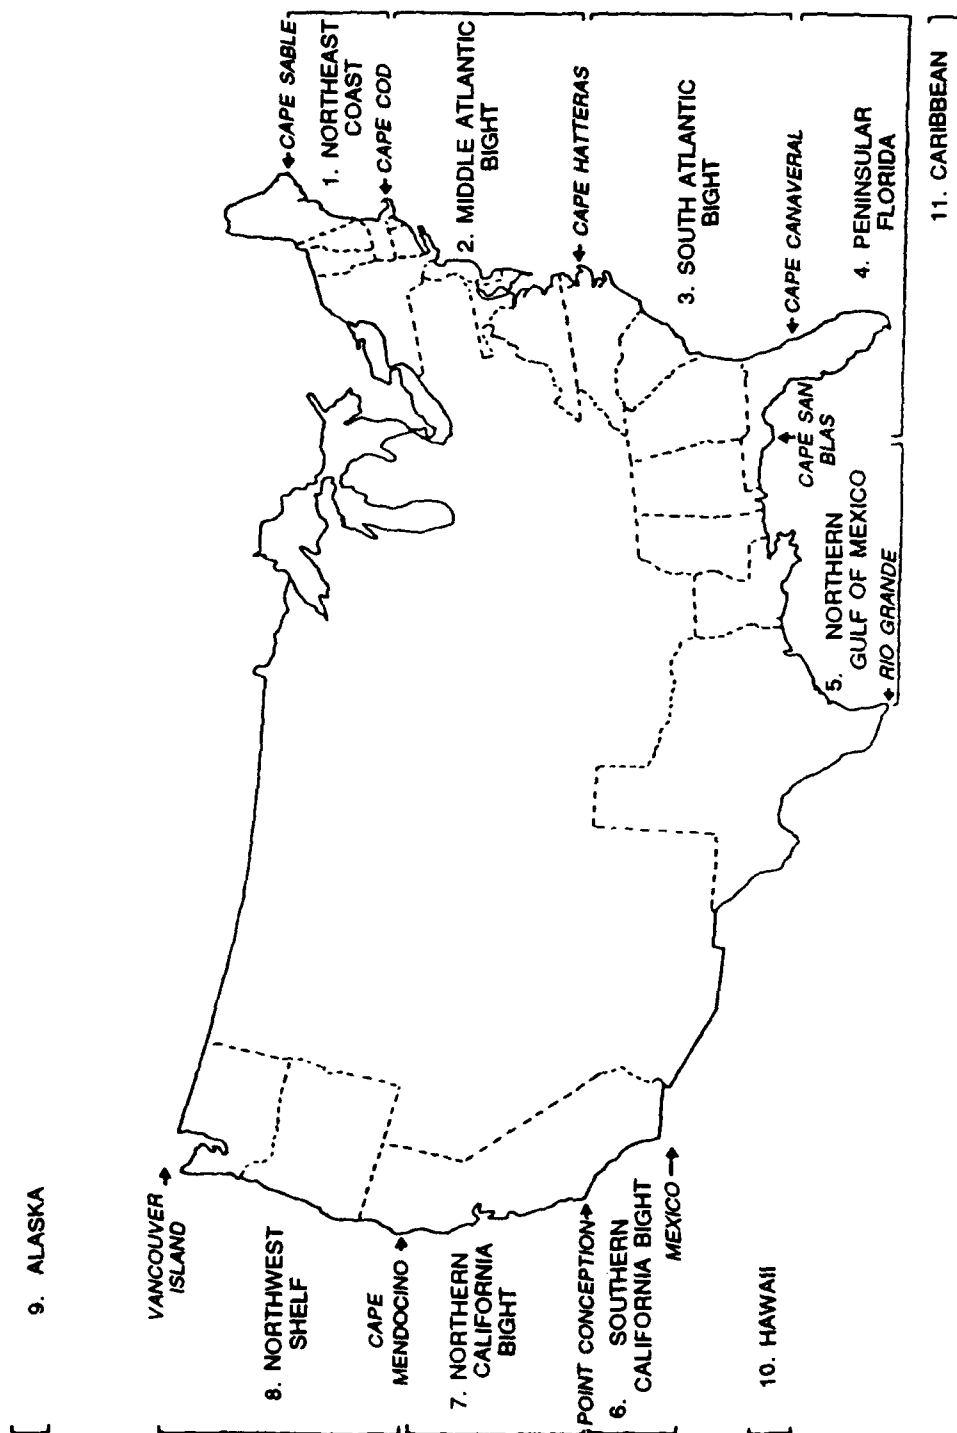 9. ALASKA
VANCOUVER
ISLAND
8. NORTHWEST
SHELF
CAPE
MENDOCINO
7. NORTHERN
CALIFORNIA
BIGHT
POINT CONCEPTION
6. SOUTHERN
CALIFORNIA BIGHT
MEXICO
10. HAWAII
CAPE SABLE
1. NORTHEAST
COAST
CAPE COD
2. MIDDLE ATLANTIC
BIGHT
CAPE HATTERAS
3. SOUTH ATLANTIC
BIGHT
CAPE CANAVERAL
4. PENINSULAR
FLORIDA
CAPE SAN
BLAS
5. NORTHERN
GULF OF MEXICO
RIO GRANDE
11. CARIBBEAN